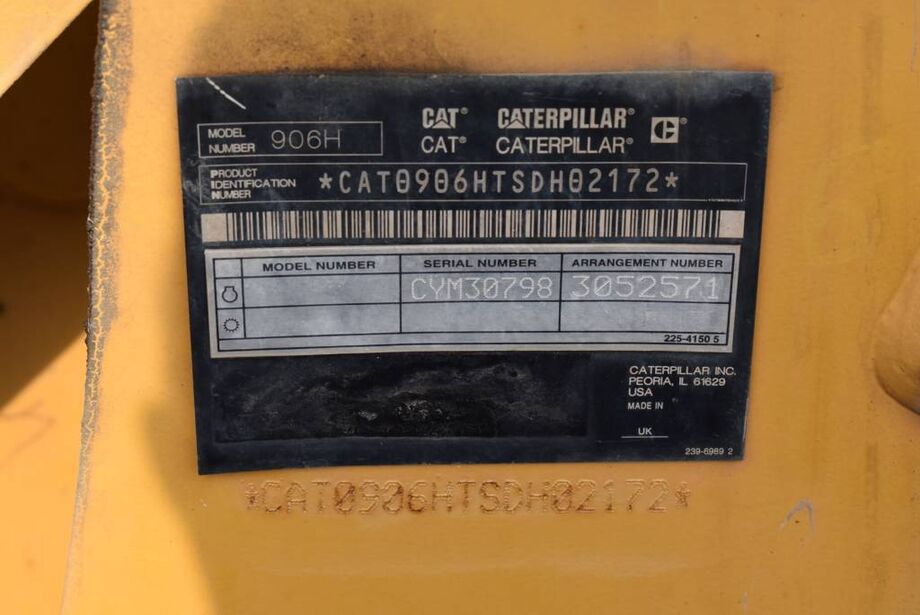 CAT® CATERPILLAR®
CAT® CATERPILLAR®
MODEL NUMBER 906H
PRODUCT IDENTIFICATION NUMBER *CAT0906HTSDH02172*
MODEL NUMBER SERIAL NUMBER ARRANGEMENT NUMBER
CYM30798 3052571
225-4150 5
CATERPILLAR INC.
PEORIA, IL 61629
USA
MADE IN
UK
239-6989 2
*CAT0906HTSDH02172*